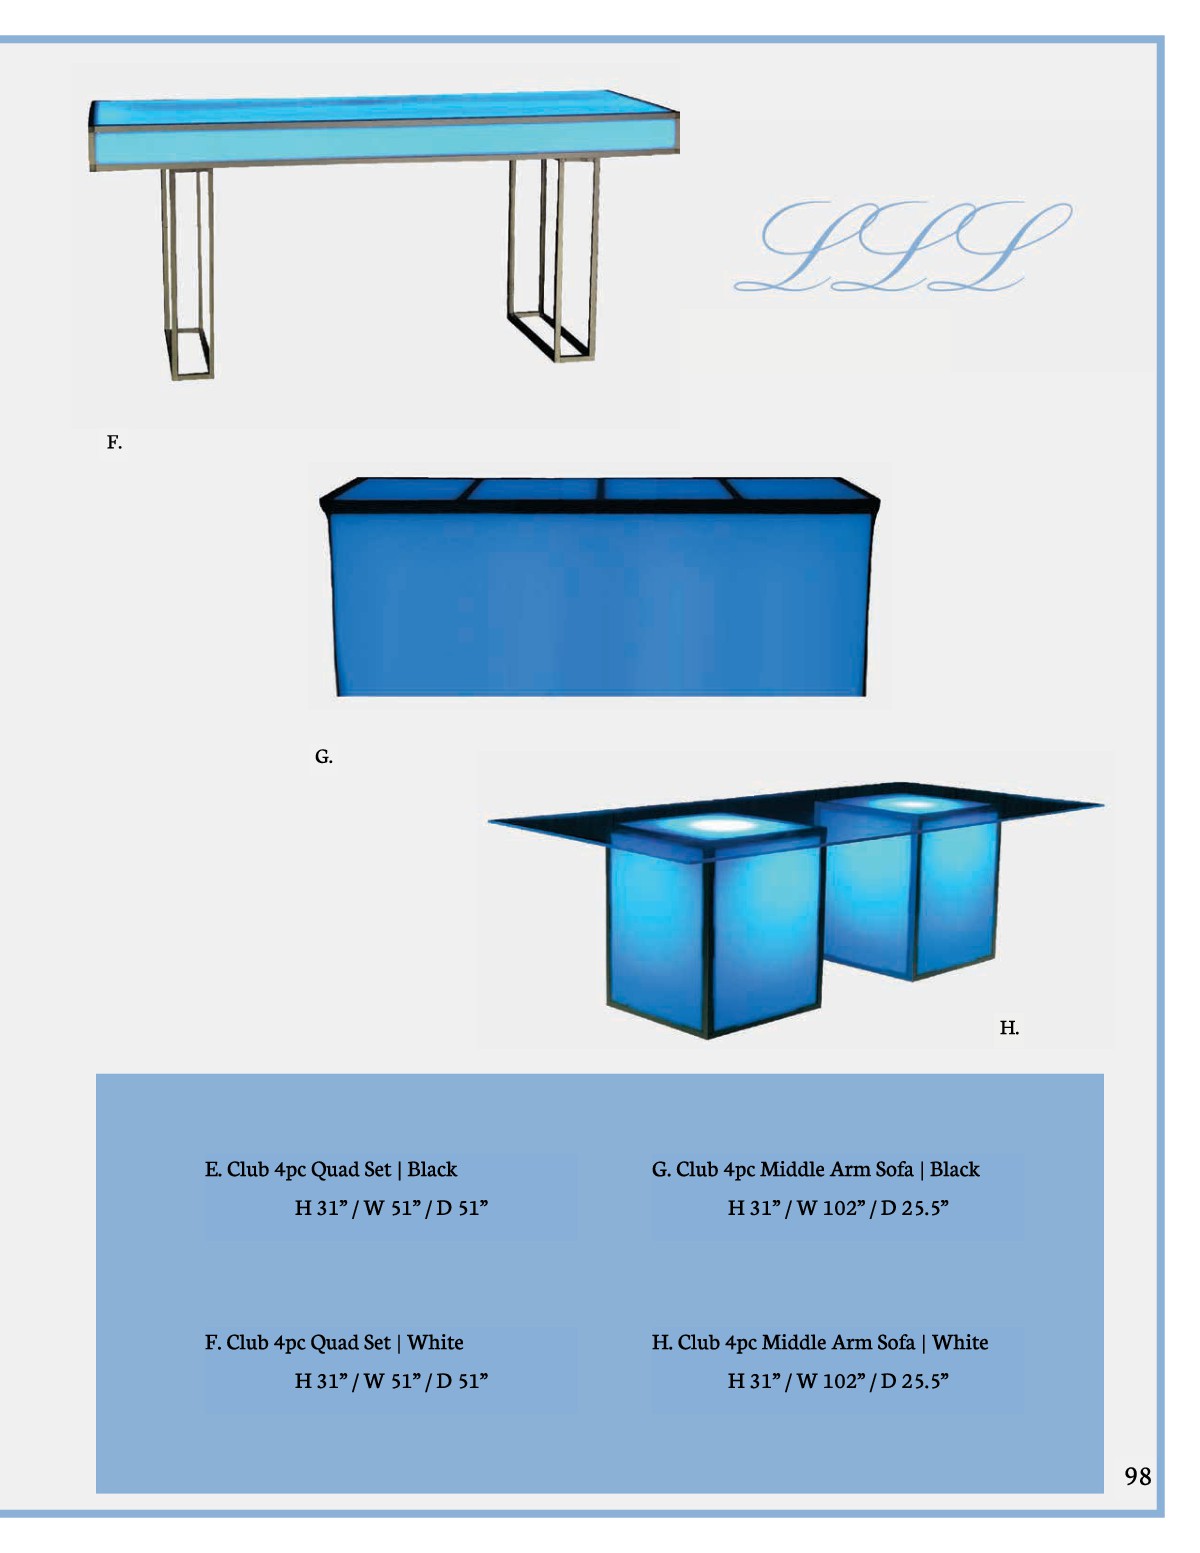 LLL
F.
G.
H.
E. Club 4pc Quad Set | Black
H 31” / W 51” / D 51”
G. Club 4pc Middle Arm Sofa | Black
H 31” / W 102” / D 25.5”
F. Club 4pc Quad Set | White
H 31” / W 51” / D 51”
H. Club 4pc Middle Arm Sofa | White
H 31” / W 102” / D 25.5”
98